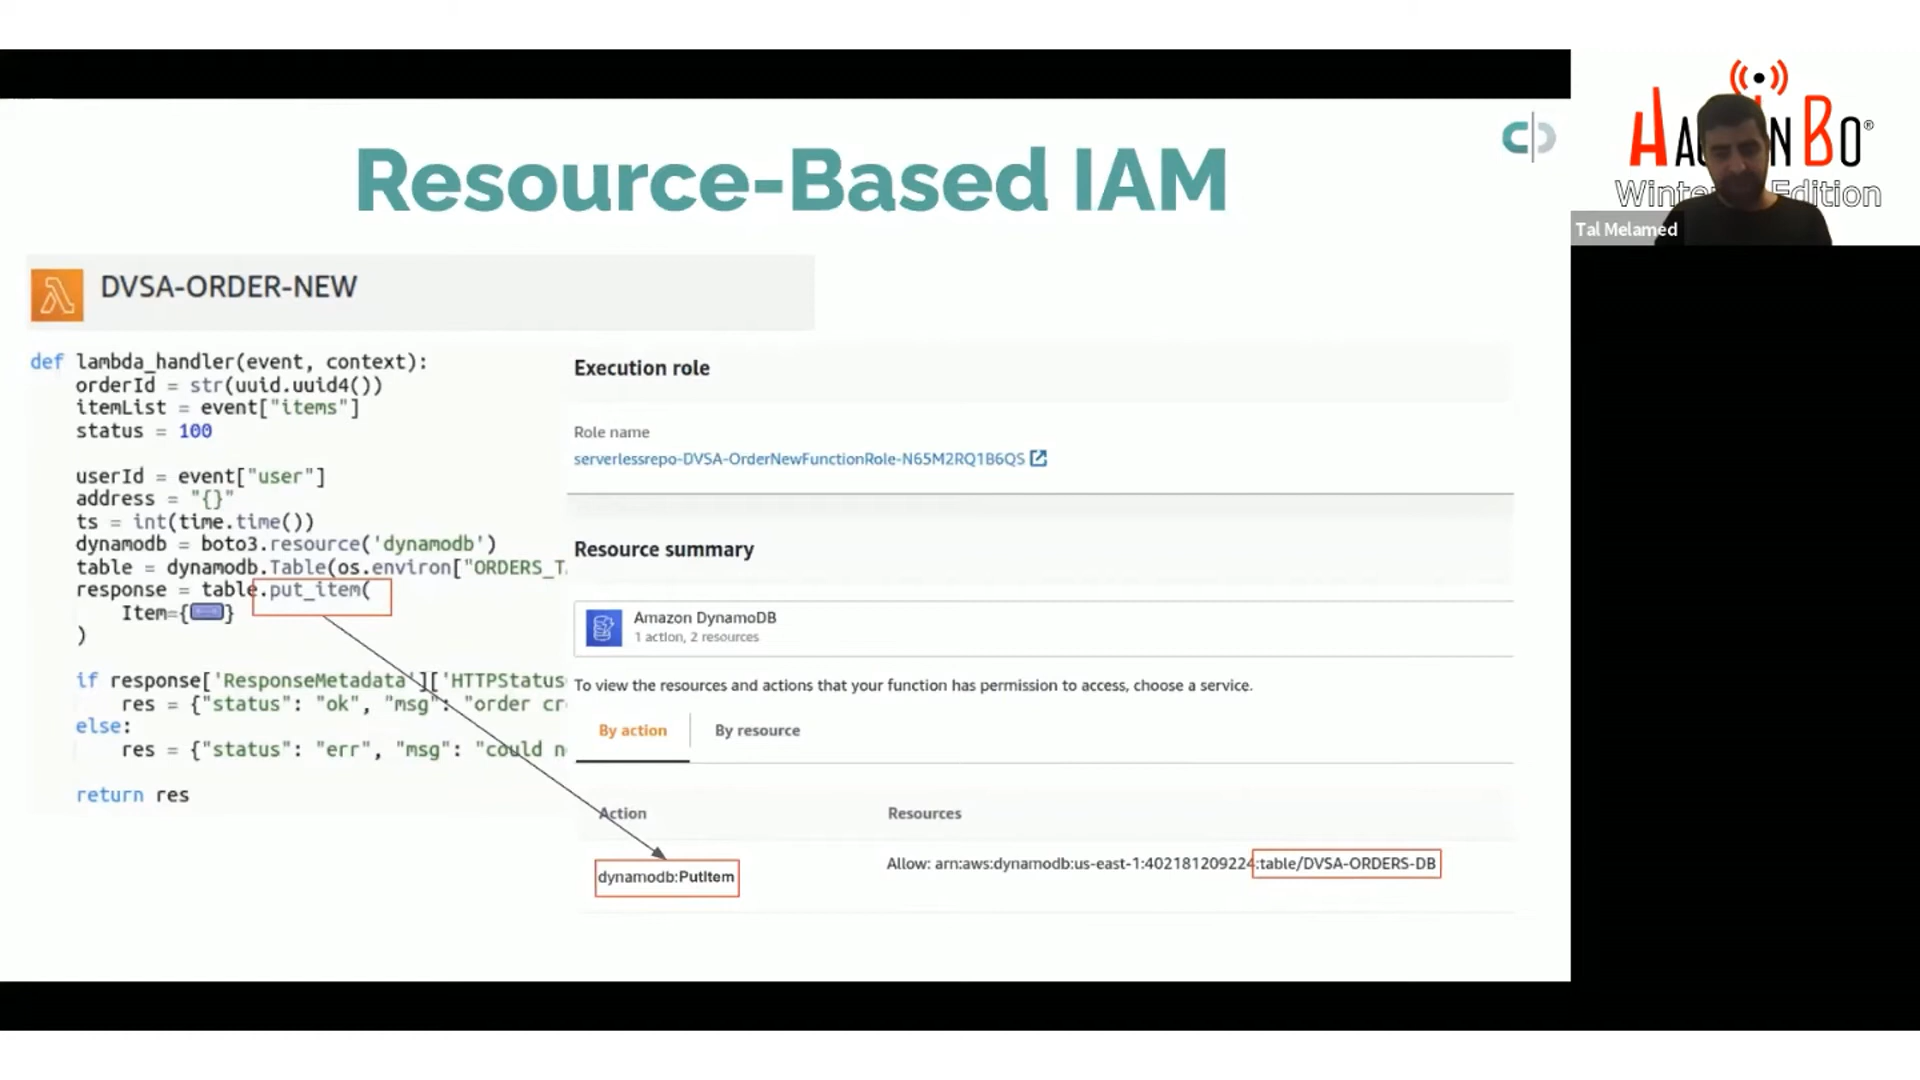 Resource-Based IAM
DVSA-ORDER-NEW
def lambda_handler(event, context):
orderId = str(uuid.uuid4())
itemList = event["items"]
status = 100
userId = event["user"]
address = "{}"
ts = int(time.time())
dynamodb = boto3.resource('dynamodb')
table = dynamodb.Table(os.environ["ORDERS_T
response = table.put_item(
Item={ }
)
if response['ResponseMetadata']['HTTPStatus
res = {"status": "ok", "msg": "order cr
else:
res = {"status": "err", "msg": "could n
return res
Execution role
Role name
serverlessrepo-DVSA-OrderNewFunctionRole-N65M2RQ1B6QS
Resource summary
Amazon DynamoDB
1 action, 2 resources
To view the resources and actions that your function has permission to access, choose a service.
By action By resource
Action Resources
dynamodb:PutItem Allow: arn:aws:dynamodb:us-east-1:402181209224:table/DVSA-ORDERS-DB
Tal Melamed